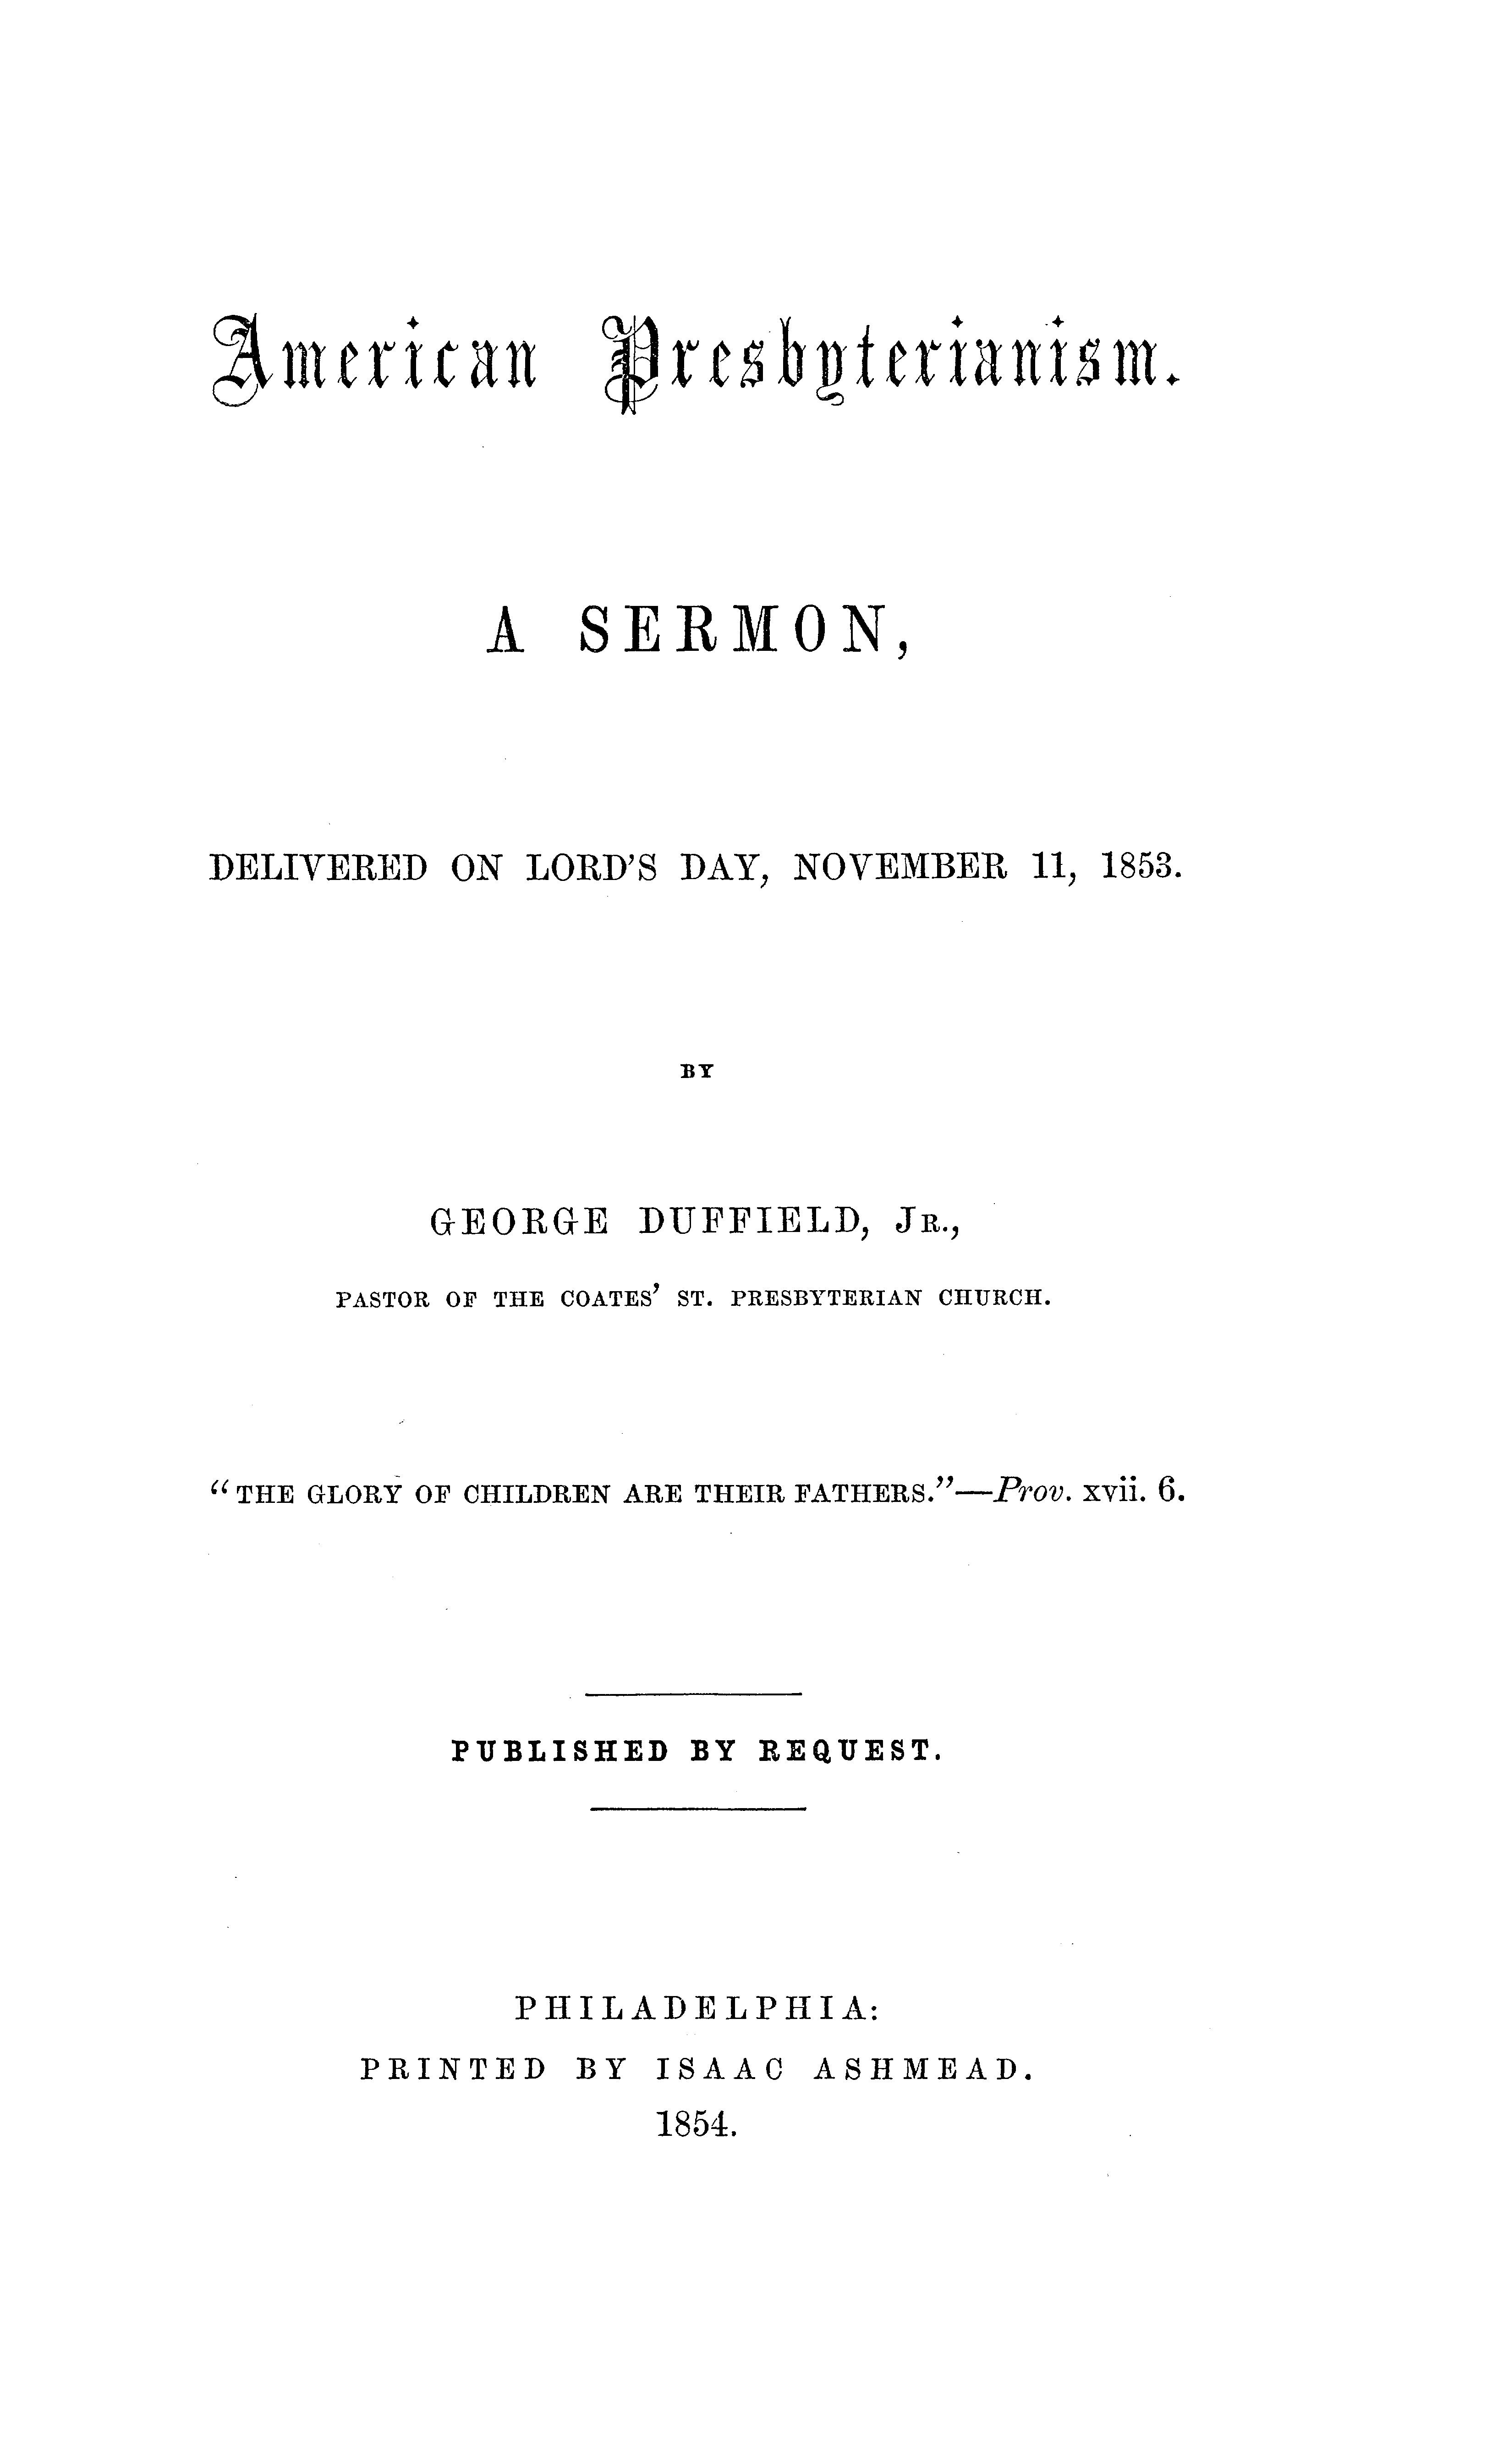 American Presbyterianism.
A SERMON,
DELIVERED ON LORD'S DAY, NOVEMBER 11, 1853.
BY
GEORGE DUFFIELD, JR.,
PASTOR OF THE COATES' ST. PRESBYTERIAN CHURCH.
"THE GLORY OF CHILDREN ARE THEIR FATHERS."—Prov. xvii. 6.
PUBLISHED BY REQUEST.
PHILADELPHIA:
PRINTED BY ISAAC ASHMEAD.
1854.